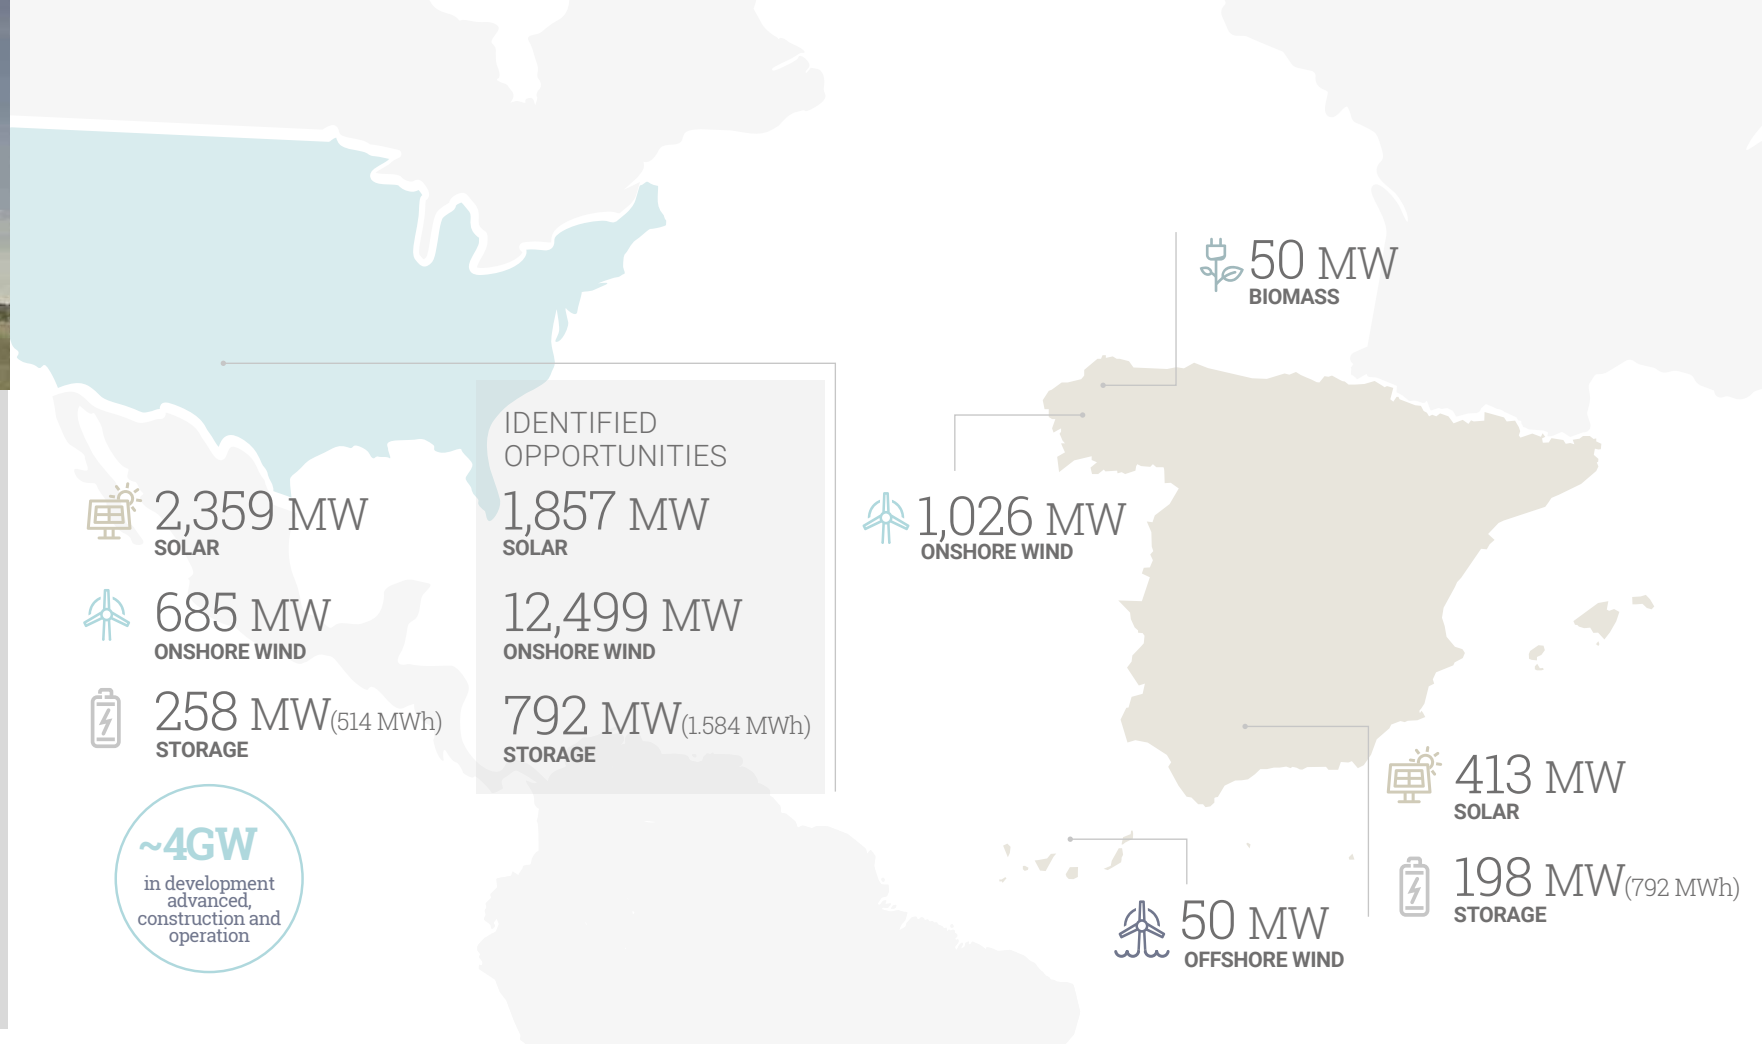 50 MW
BIOMASS
IDENTIFIED
OPPORTUNITIES
2,359 MW
SOLAR
685 MW
ONSHORE WIND
258 MW(514 MWh)
STORAGE
1,857 MW
SOLAR
12,499 MW
ONSHORE WIND
792 MW(1.584 MWh)
STORAGE
~4GW
in development
advanced,
construction and
operation
1,026 MW
ONSHORE WIND
413 MW
SOLAR
198 MW(792 MWh)
STORAGE
50 MW
OFFSHORE WIND